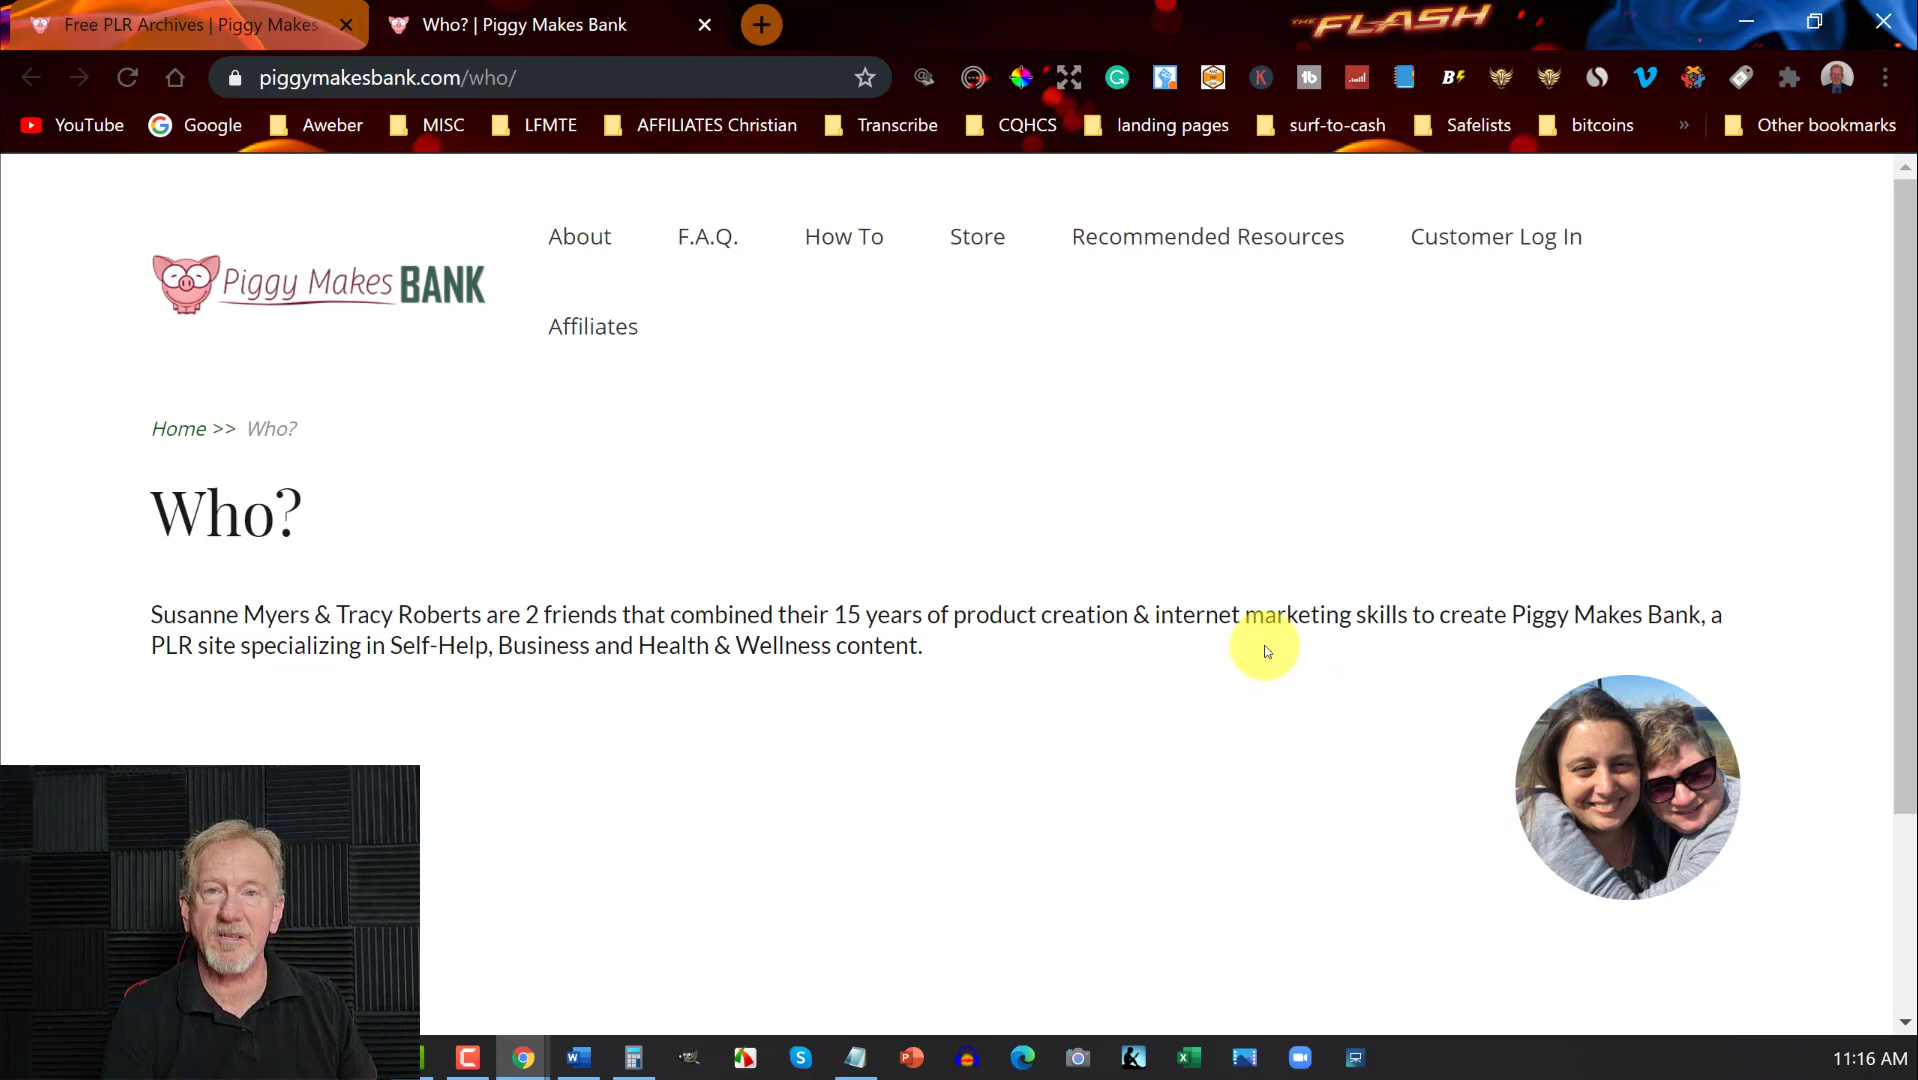 Free PLR Archives | Piggy Makes
Who? | Piggy Makes Bank
THE FLASH
piggymakesbank.com/who/
YouTube
Google
Aweber
MISC
LFMTE
AFFILIATES Christian
Transcribe
CQHCS
landing pages
surf-to-cash
Safelists
bitcoins
»
Other bookmarks
Piggy Makes BANK
About
F.A.Q.
How To
Store
Recommended Resources
Customer Log In
Affiliates
Home >> Who?
Who?
Susanne Myers & Tracy Roberts are 2 friends that combined their 15 years of product creation & internet marketing skills to create Piggy Makes Bank, a
PLR site specializing in Self-Help, Business and Health & Wellness content.
11:16 AM